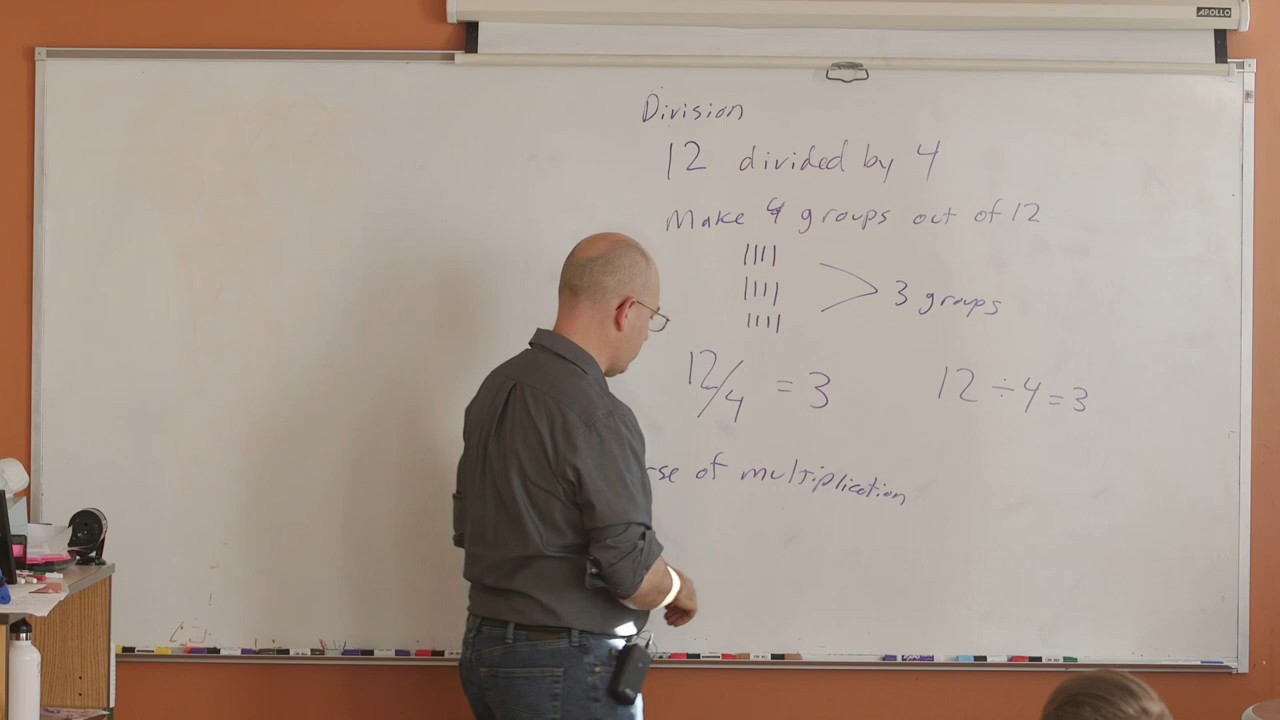 APOLLO
Division
12 divided by 4
Make 4 groups out of 12
||||
||||
||||
3 groups
12/4 = 3
12 ÷ 4 = 3
rse of multiplication